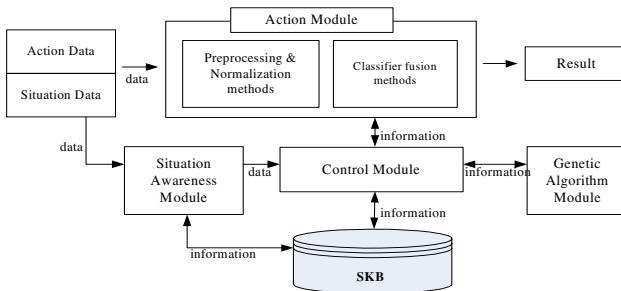 Action Module
Action Data
Situation Data
data
Preprocessing &
Normalization
methods
Classifier fusion
methods
Result
data
information
Situation
Awareness
Module
data
Control Module
information
Genetic
Algorithm
Module
information
information
SKB